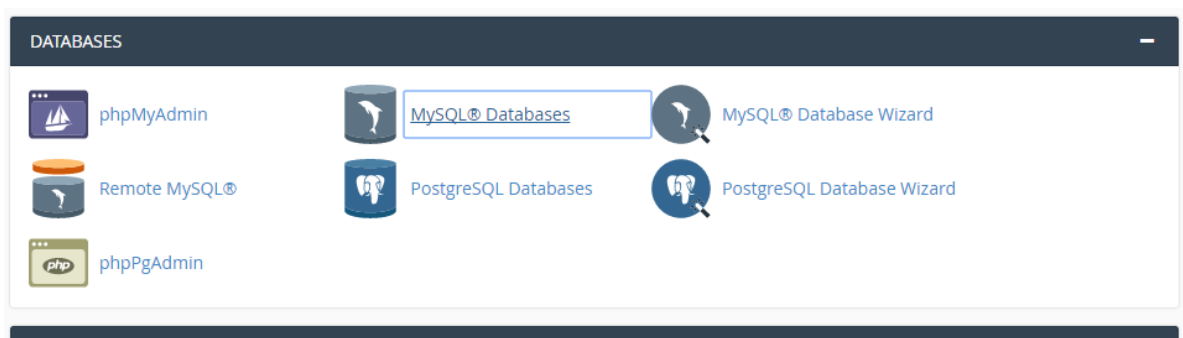 DATABASES
phpMyAdmin
MySQL® Databases
MySQL® Database Wizard
Remote MySQL®
PostgreSQL Databases
PostgreSQL Database Wizard
php
phpPgAdmin